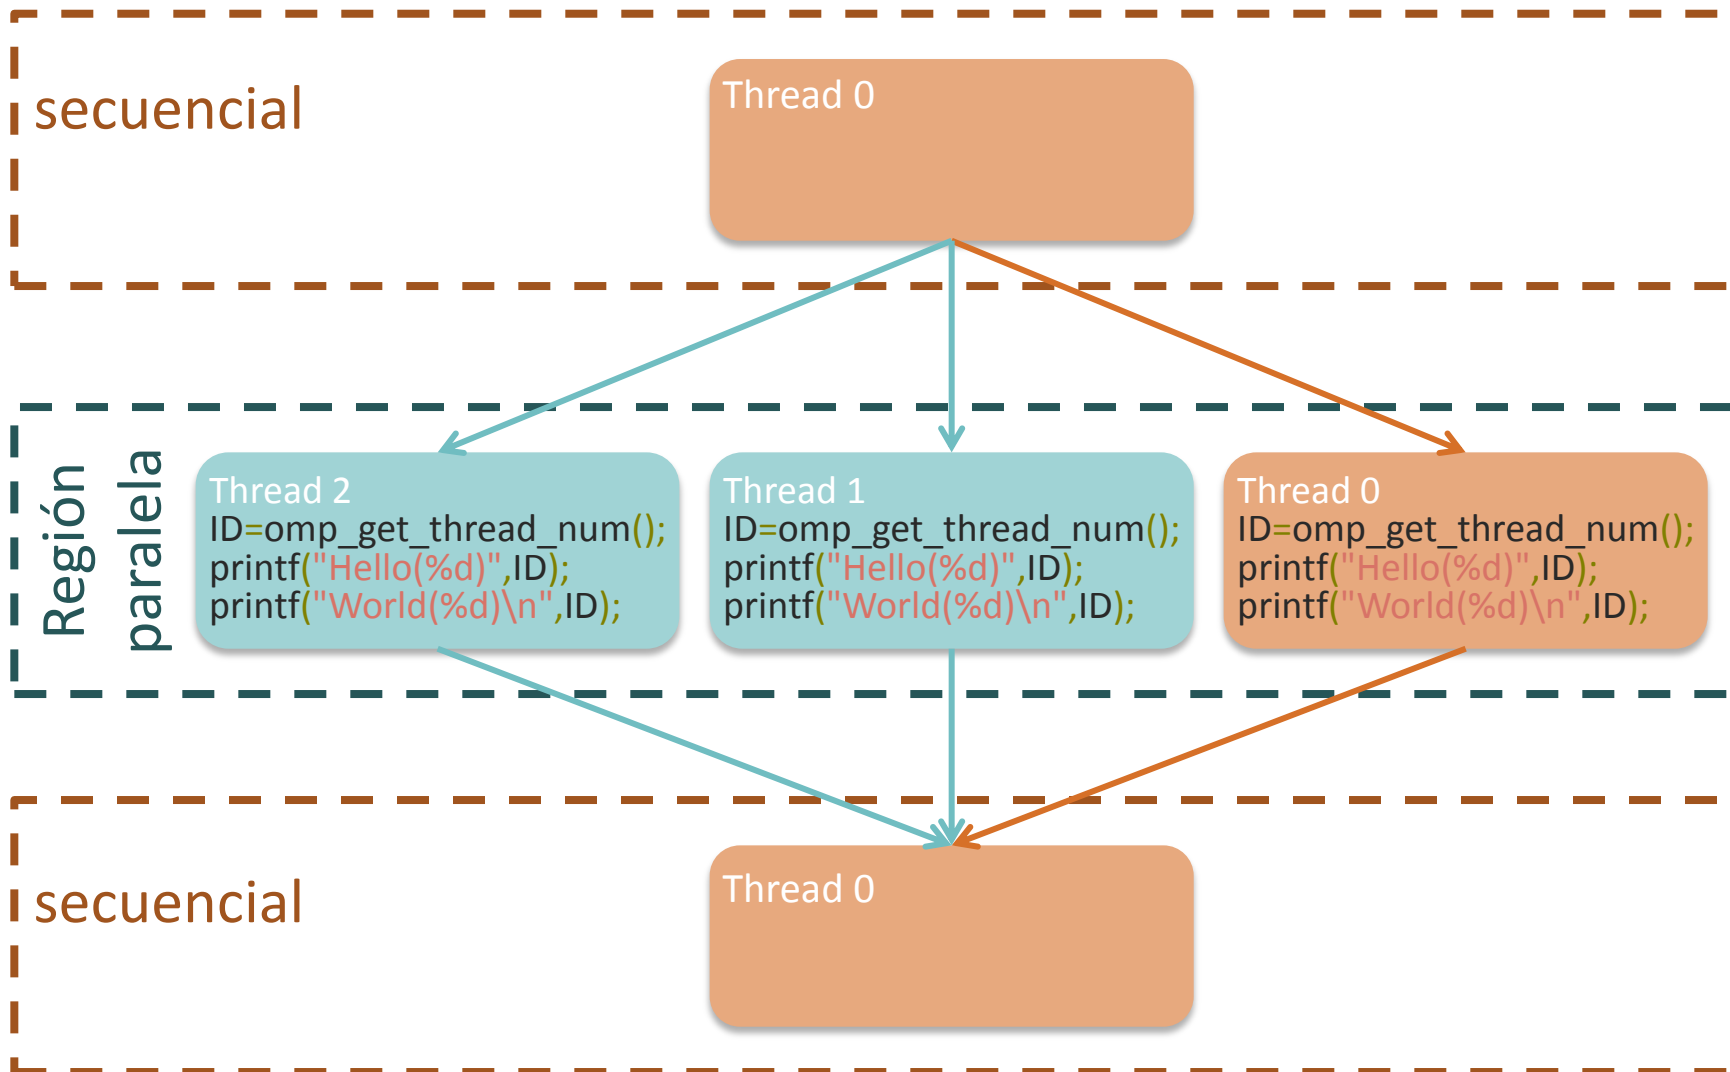 secuencial
Thread 0
Región
paralela
Thread 2
ID=omp_get_thread_num();
printf("Hello(%d)",ID);
printf("World(%d)\n",ID);
Thread 1
ID=omp_get_thread_num();
printf("Hello(%d)",ID);
printf("World(%d)\n",ID);
Thread 0
ID=omp_get_thread_num();
printf("Hello(%d)",ID);
printf("World(%d)\n",ID);
secuencial
Thread 0